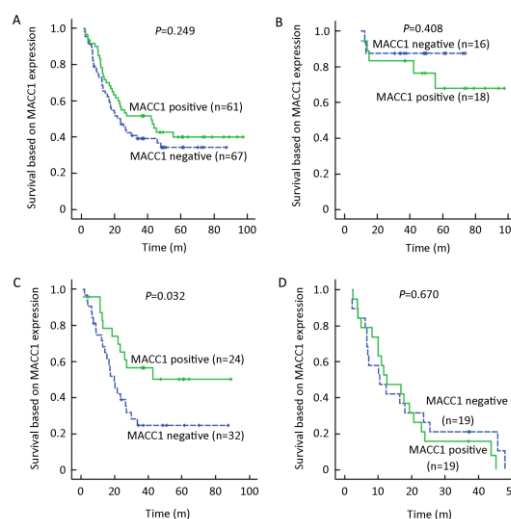 A
P=0.249
Survival based on MACC1 expression
1.0
0.8
0.6
0.4
0.2
0
MACC1 positive (n=61)
MACC1 negative (n=67)
0 20 40 60 80 100
Time (m)
B
P=0.408
Survival based on MACC1 expression
1.0
0.8
0.6
0.4
0.2
0
MACC1 negative (n=16)
MACC1 positive (n=18)
0 20 40 60 80 100
Time (m)
C
P=0.032
Survival based on MACC1 expression
1.0
0.8
0.6
0.4
0.2
0
MACC1 positive (n=24)
MACC1 negative (n=32)
0 20 40 60 80 100
Time (m)
D
P=0.670
Survival based on MACC1 expression
1.0
0.8
0.6
0.4
0.2
0
MACC1 negative
(n=19)
MACC1 positive
(n=19)
0 10 20 30 40
Time (m)